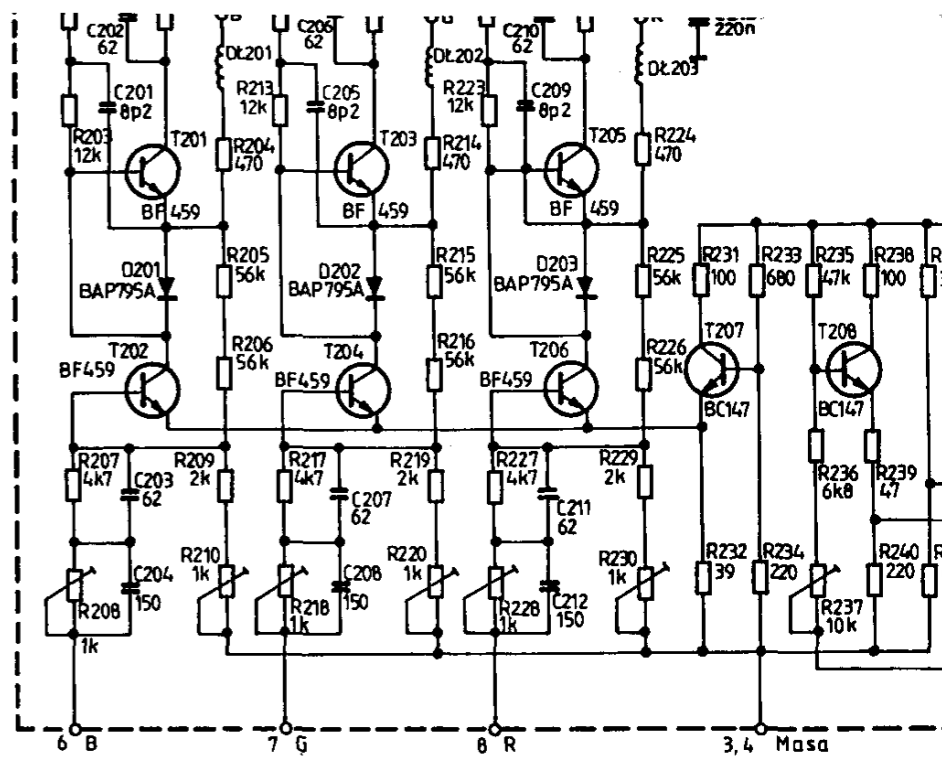 C202
62
B
C206
62
G
C210
62
R
220n
DŁ201
DŁ202
DŁ203
C201
8p2
R213
12k
C205
8p2
R223
12k
C209
8p2
R203
12k
T201
R204
470
T203
R214
470
T205
R224
470
BF 459
BF 459
BF 459
R205
56k
R215
56k
R225
56k
R231
100
R233
680
R235
47k
R238
100
D201
BAP795A
D202
BAP795A
D203
BAP795A
T202
BF459
R206
56k
T204
BF459
R216
56k
T206
BF459
R226
56k
T207
BC147
T208
BC147
R207
4k7
C203
62
R209
2k
R217
4k7
C207
62
R219
2k
R227
4k7
C211
62
R229
2k
R236
6k8
R239
47
R208
1k
C204
150
R210
1k
R218
1k
C208
150
R220
1k
R228
1k
C212
150
R230
1k
R232
39
R234
220
R237
10k
R240
220
6 B
7 G
8 R
3,4 Masa